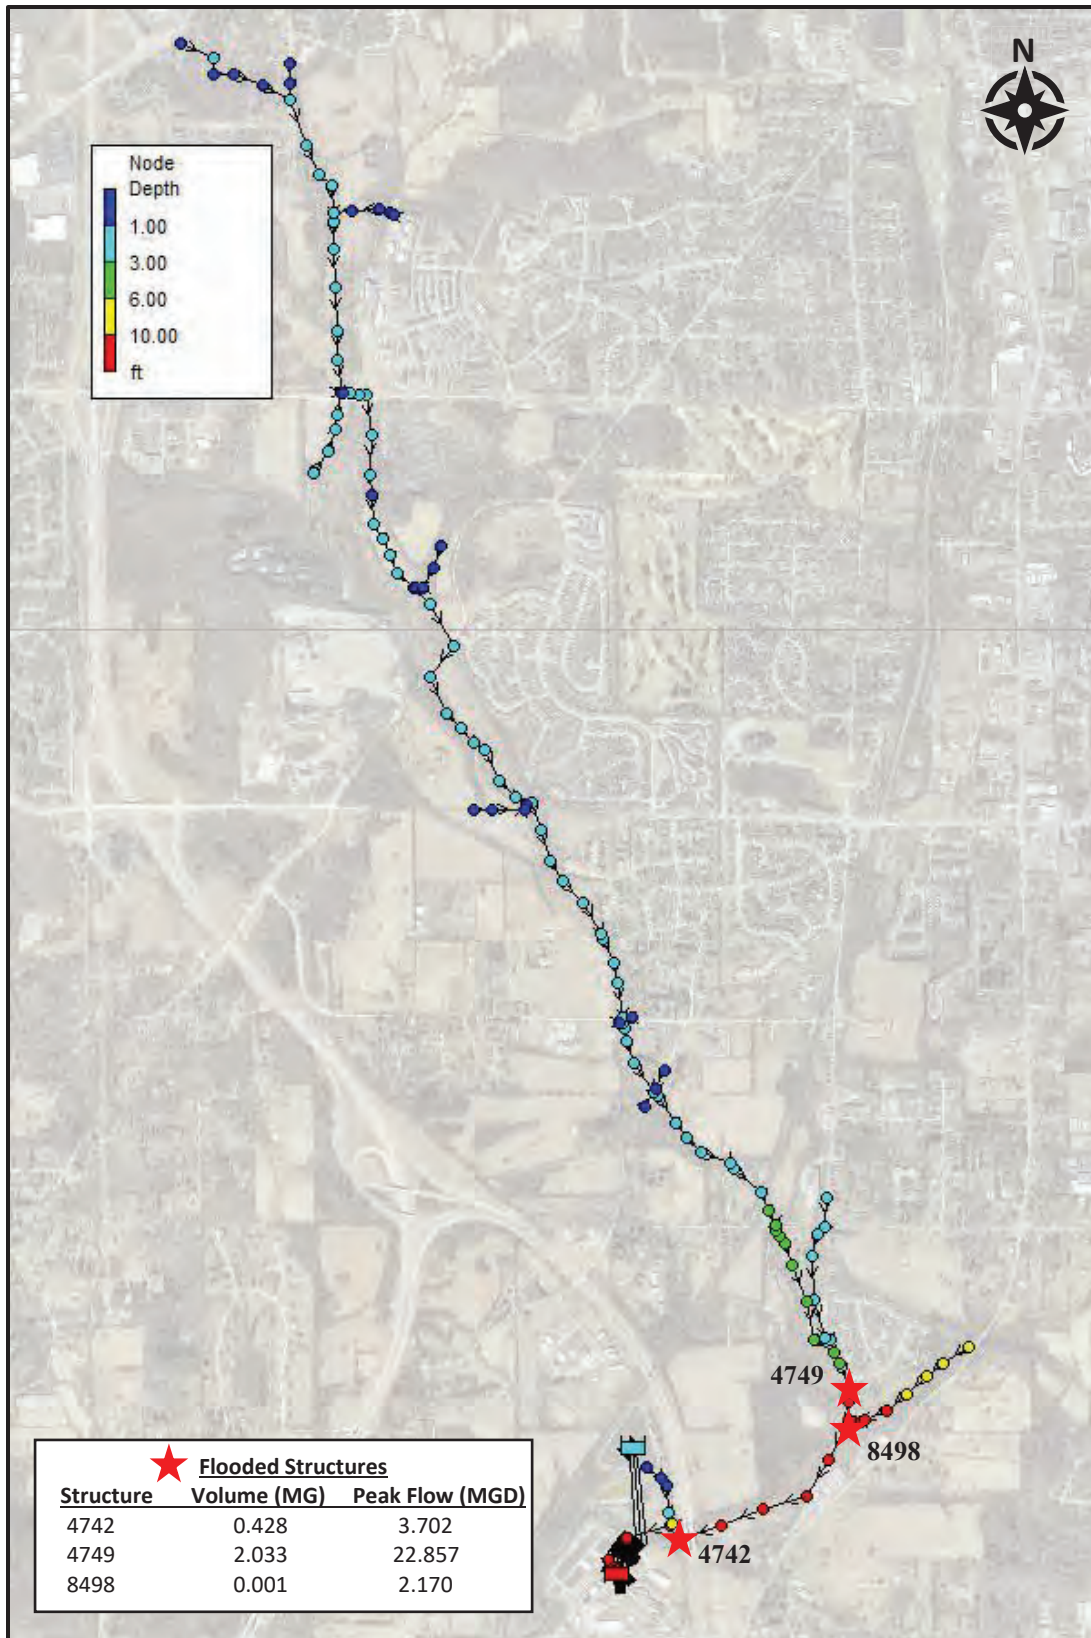 N
Node
Depth
1.00
3.00
6.00
10.00
ft
4749
8498
4742
Flooded Structures
Structure Volume (MG) Peak Flow (MGD)
4742 0.428 3.702
4749 2.033 22.857
8498 0.001 2.170